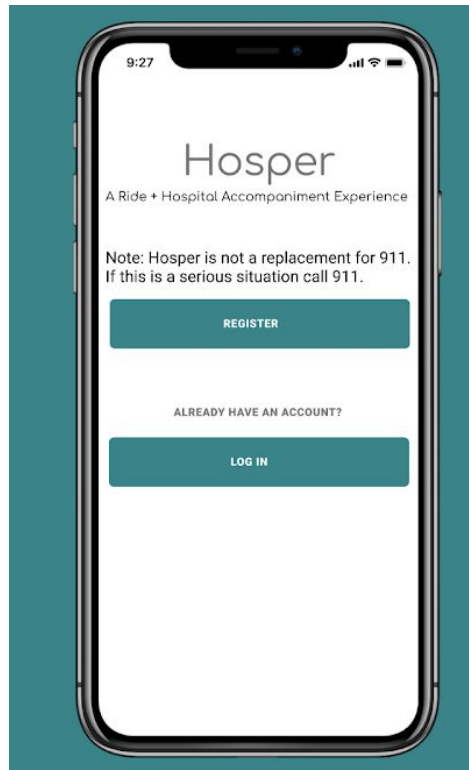 9:27
Hosper
A Ride + Hospital Accompaniment Experience
Note: Hosper is not a replacement for 911.
If this is a serious situation call 911.
REGISTER
ALREADY HAVE AN ACCOUNT?
LOG IN